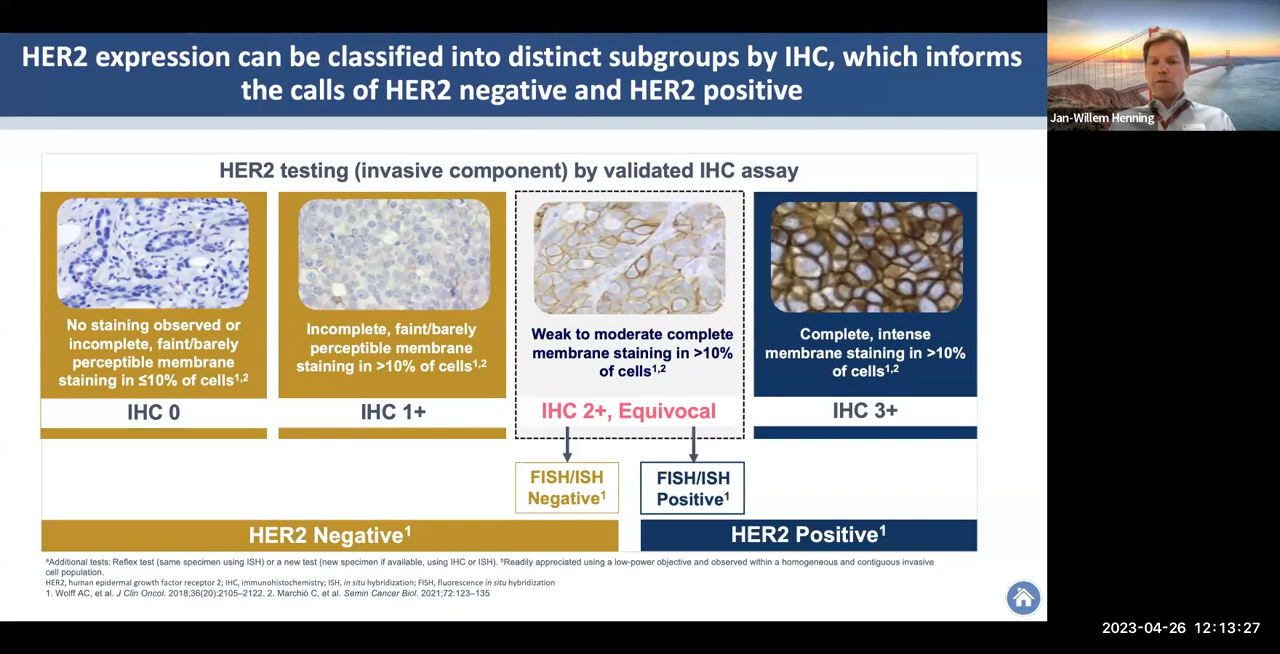 HER2 expression can be classified into distinct subgroups by IHC, which informs
the calls of HER2 negative and HER2 positive
Jan-Willem Henning
HER2 testing (invasive component) by validated IHC assay
No staining observed or
incomplete, faint/barely
perceptible membrane
staining in ≤10% of cells1,2
IHC 0
Incomplete, faint/barely
perceptible membrane
staining in >10% of cells1,2
IHC 1+
Weak to moderate complete
membrane staining in >10%
of cells1,2
IHC 2+, Equivocal
Complete, intense
membrane staining in >10%
of cells1,2
IHC 3+
FISH/ISH
Negative1
FISH/ISH
Positive1
HER2 Negative1
HER2 Positive1
aAdditional tests: Reflex test (same specimen using ISH) or a new test (new specimen if available, using IHC or ISH). bReadily appreciated using a low-power objective and observed within a homogeneous and contiguous invasive
cell population.
HER2, human epidermal growth factor receptor 2; IHC, immunohistochemistry; ISH, in situ hybridization; FISH, fluorescence in situ hybridization
1. Wolff AC, et al. J Clin Oncol. 2018;36(20):2105–2122. 2. Marchiò C, et al. Semin Cancer Biol. 2021;72:123–135
2023-04-26 12:13:27